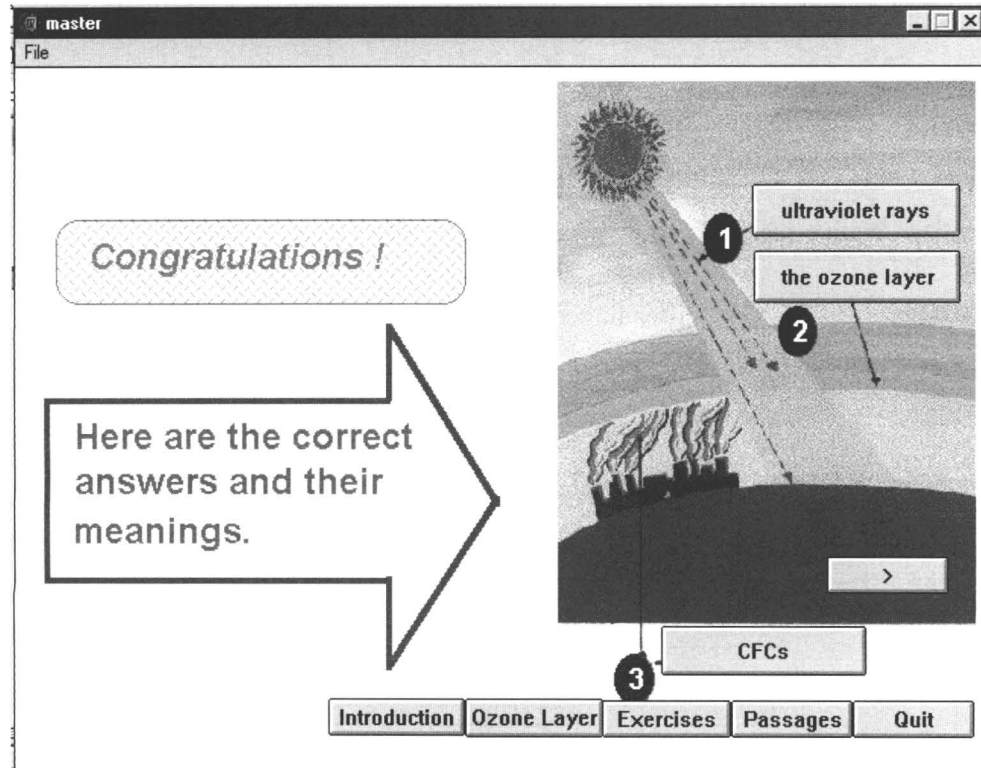 master
File
Congratulations !
Here are the correct
answers and their
meanings.
1
ultraviolet rays
the ozone layer
2
>
CFCs
3
Introduction
Ozone Layer
Exercises
Passages
Quit